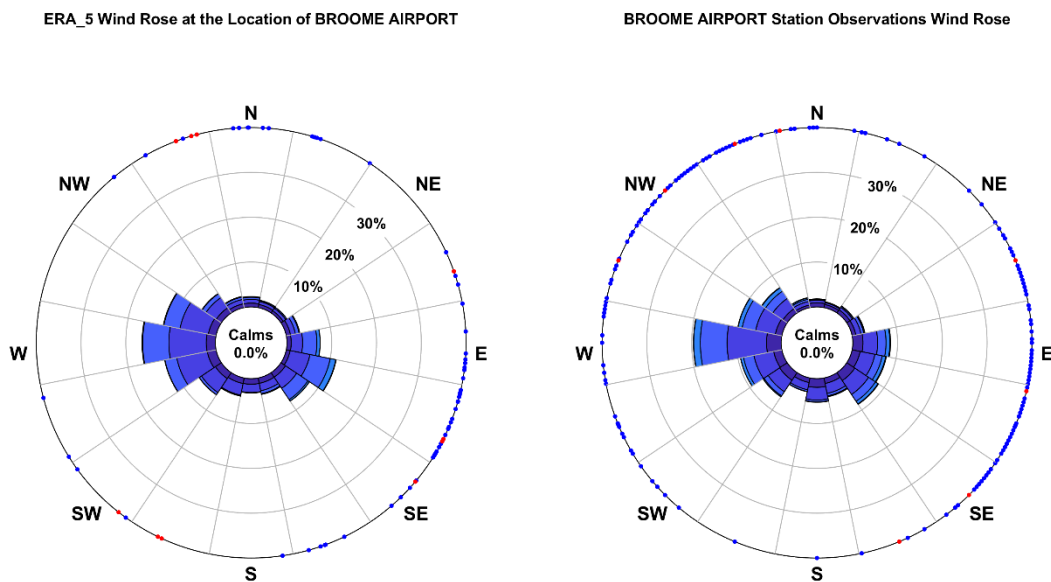 ERA_5 Wind Rose at the Location of BROOME AIRPORT
N
NW
NE
30%
20%
10%
Calms
0.0%
W
E
SW
SE
S
BROOME AIRPORT Station Observations Wind Rose
N
NW
NE
30%
20%
10%
Calms
0.0%
W
E
SW
SE
S